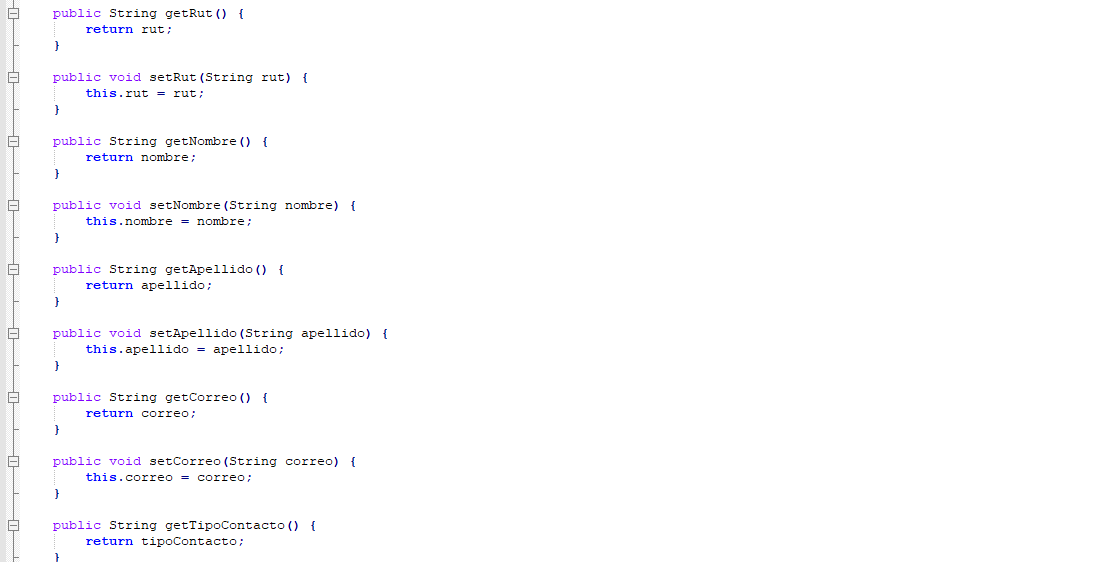 public String getRut() {
return rut;
}
public void setRut(String rut) {
this.rut = rut;
}
public String getNombre() {
return nombre;
}
public void setNombre(String nombre) {
this.nombre = nombre;
}
public String getApellido() {
return apellido;
}
public void setApellido(String apellido) {
this.apellido = apellido;
}
public String getCorreo() {
return correo;
}
public void setCorreo(String correo) {
this.correo = correo;
}
public String getTipoContacto() {
return tipoContacto;
}